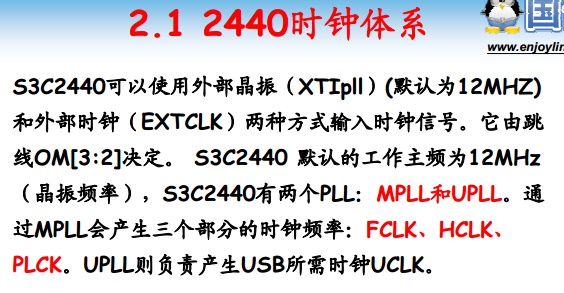 2.1 2440时钟体系
国
www.enjoylin
S3C2440可以使用外部晶振（XTIpll）(默认为12MHZ)
和外部时钟（EXTCLK）两种方式输入时钟信号。它由跳
线OM[3:2]决定。 S3C2440 默认的工作主频为12MHz
（晶振频率），S3C2440有两个PLL：MPLL和UPLL。通
过MPLL会产生三个部分的时钟频率：FCLK、HCLK、
PLCK。UPLL则负责产生USB所需时钟UCLK。